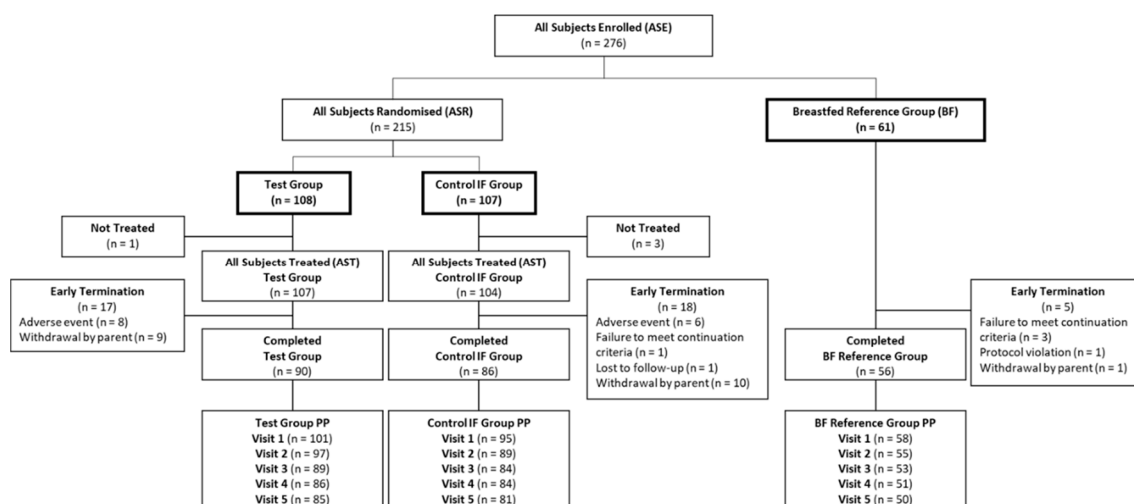 All Subjects Enrolled (ASE)
(n = 276)
All Subjects Randomised (ASR)
(n = 215)
Breastfed Reference Group (BF)
(n = 61)
Test Group
(n = 108)
Control IF Group
(n = 107)
Not Treated
(n = 1)
Not Treated
(n = 3)
All Subjects Treated (AST)
Test Group
(n = 107)
All Subjects Treated (AST)
Control IF Group
(n = 104)
Early Termination
(n = 17)
Adverse event (n = 8)
Withdrawal by parent (n = 9)
Early Termination
(n = 18)
Adverse event (n = 6)
Failure to meet continuation
criteria (n = 1)
Lost to follow-up (n = 1)
Withdrawal by parent (n = 10)
Early Termination
(n = 5)
Failure to meet continuation
criteria (n = 3)
Protocol violation (n = 1)
Withdrawal by parent (n = 1)
Completed
Test Group
(n = 90)
Completed
Control IF Group
(n = 86)
Completed
BF Reference Group
(n = 56)
Test Group PP
Visit 1 (n = 101)
Visit 2 (n = 97)
Visit 3 (n = 89)
Visit 4 (n = 86)
Visit 5 (n = 85)
Control IF Group PP
Visit 1 (n = 95)
Visit 2 (n = 89)
Visit 3 (n = 84)
Visit 4 (n = 84)
Visit 5 (n = 81)
BF Reference Group PP
Visit 1 (n = 58)
Visit 2 (n = 55)
Visit 3 (n = 53)
Visit 4 (n = 51)
Visit 5 (n = 50)